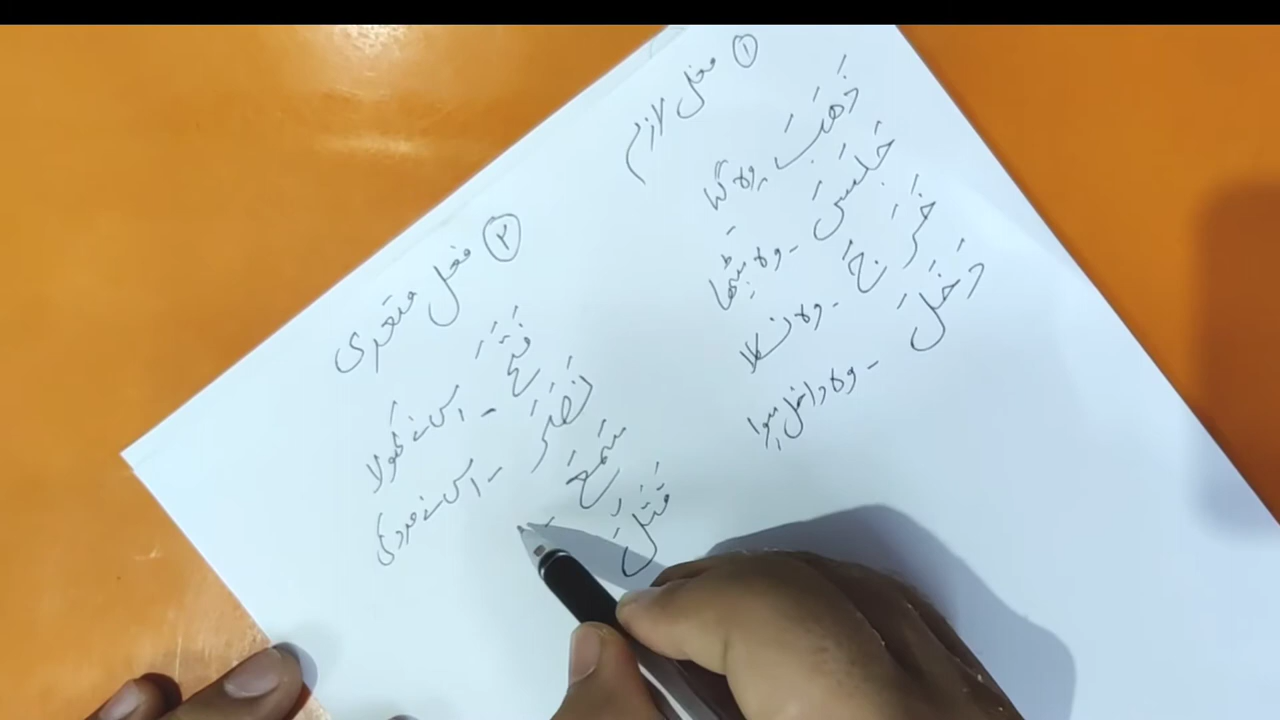 ① فعل لازم
ذَهَبَ - وہ گیا
جَلَسَ - وہ بیٹھا
خَرَجَ - وہ نکلا
دَخَلَ - وہ داخل ہوا
② فعل متعدی
فَتَحَ - اس نے کھولا
نَصَرَ - اس نے مدد کی
سَمِعَ -
قَتَلَ